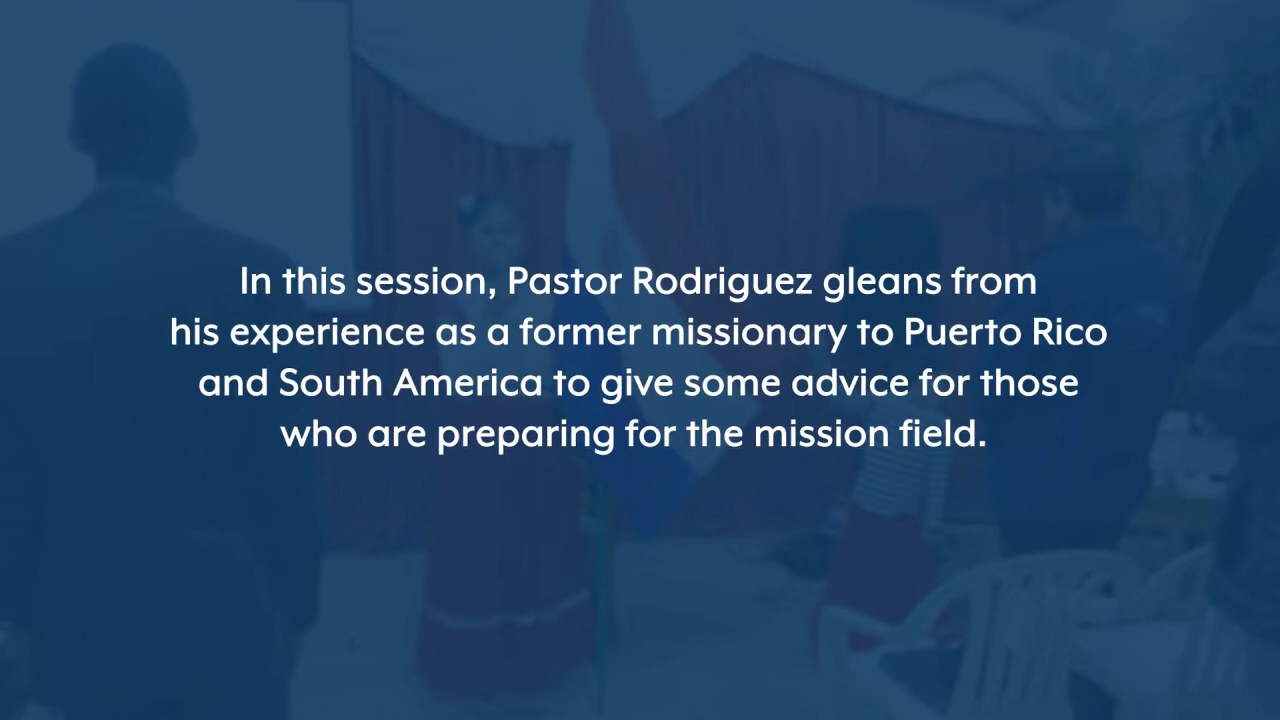 In this session, Pastor Rodriguez gleans from
his experience as a former missionary to Puerto Rico
and South America to give some advice for those
who are preparing for the mission field.